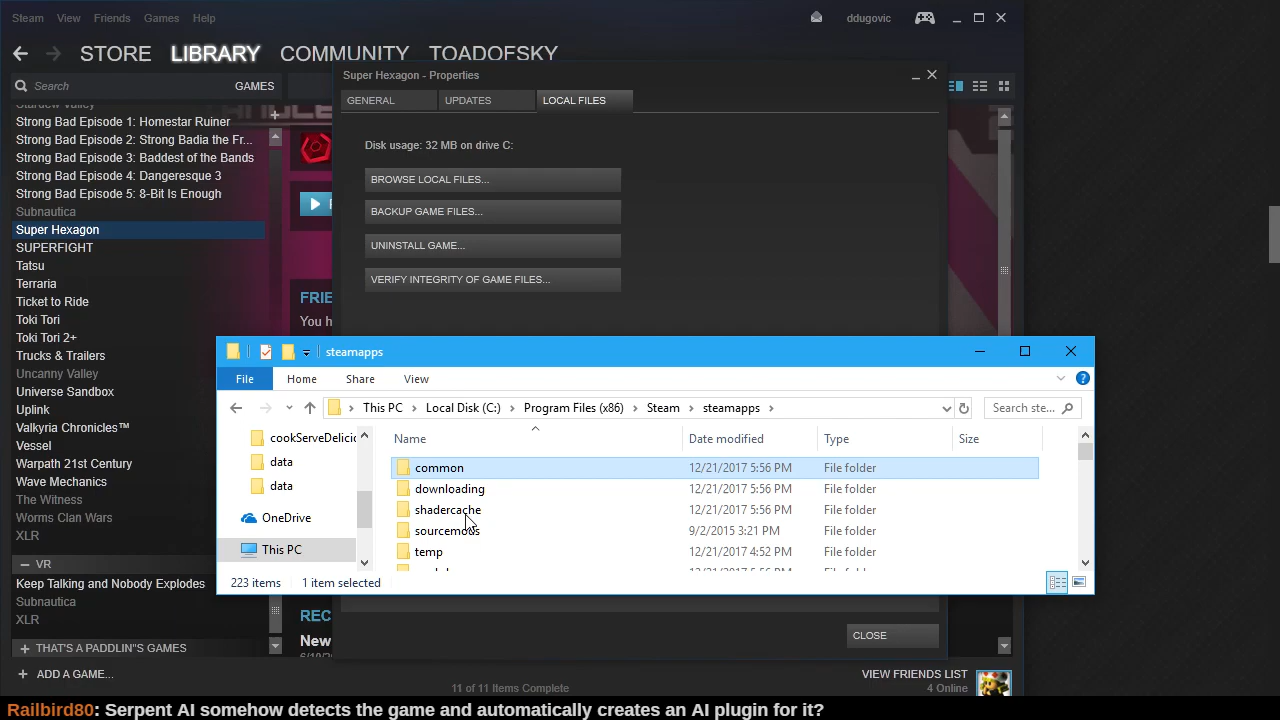 Steam View Friends Games Help
ddugovic
STORE LIBRARY COMMUNITY TOADOFSKY
Search GAMES
Super Hexagon - Properties
GENERAL UPDATES LOCAL FILES
Disk usage: 32 MB on drive C:
BROWSE LOCAL FILES...
BACKUP GAME FILES...
UNINSTALL GAME...
VERIFY INTEGRITY OF GAME FILES...
Stardew Valley
Strong Bad Episode 1: Homestar Ruiner
Strong Bad Episode 2: Strong Badia the Fr...
Strong Bad Episode 3: Baddest of the Bands
Strong Bad Episode 4: Dangeresque 3
Strong Bad Episode 5: 8-Bit Is Enough
Subnautica
Super Hexagon
SUPERFIGHT
Tatsu
Terraria
Ticket to Ride
Toki Tori
Toki Tori 2+
Trucks & Trailers
Uncanny Valley
Universe Sandbox
Uplink
Valkyria Chronicles™
Vessel
Warpath 21st Century
Wave Mechanics
The Witness
Worms Clan Wars
XLR
— VR
Keep Talking and Nobody Explodes
Subnautica
XLR
+ THAT'S A PADDLIN"S GAMES
+ ADD A GAME...
FRIE
You h
steamapps
File Home Share View
This PC › Local Disk (C:) › Program Files (x86) › Steam › steamapps ›
Search ste...
cookServeDelicio
data
data
OneDrive
This PC
Name Date modified Type Size
common 12/21/2017 5:56 PM File folder
downloading 12/21/2017 5:56 PM File folder
shadercache 12/21/2017 5:56 PM File folder
sourcemods 9/2/2015 3:21 PM File folder
temp 12/21/2017 4:52 PM File folder
223 items 1 item selected
REC
New
CLOSE
11 of 11 Items Complete
VIEW FRIENDS LIST
4 Online
Railbird80: Serpent AI somehow detects the game and automatically creates an AI plugin for it?